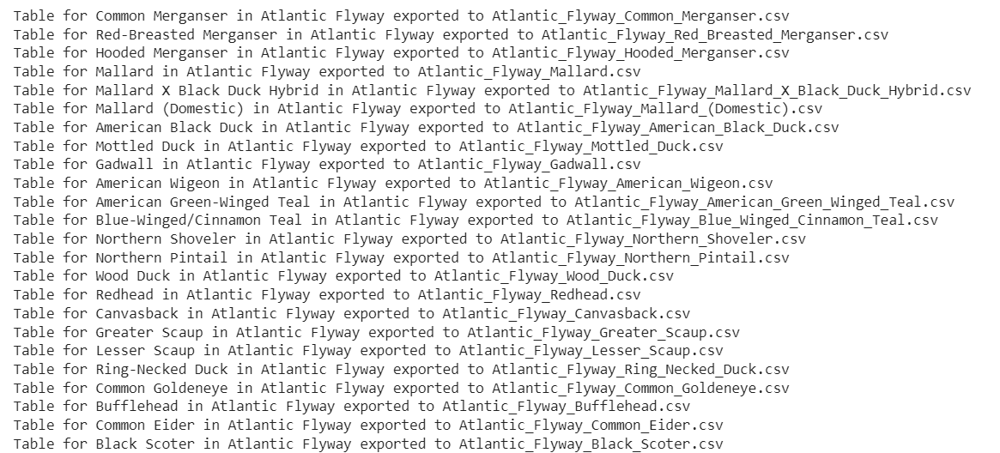 Table for Common Merganser in Atlantic Flyway exported to Atlantic_Flyway_Common_Merganser.csv
Table for Red-Breasted Merganser in Atlantic Flyway exported to Atlantic_Flyway_Red_Breasted_Merganser.csv
Table for Hooded Merganser in Atlantic Flyway exported to Atlantic_Flyway_Hooded_Merganser.csv
Table for Mallard in Atlantic Flyway exported to Atlantic_Flyway_Mallard.csv
Table for Mallard X Black Duck Hybrid in Atlantic Flyway exported to Atlantic_Flyway_Mallard_X_Black_Duck_Hybrid.csv
Table for Mallard (Domestic) in Atlantic Flyway exported to Atlantic_Flyway_Mallard_(Domestic).csv
Table for American Black Duck in Atlantic Flyway exported to Atlantic_Flyway_American_Black_Duck.csv
Table for Mottled Duck in Atlantic Flyway exported to Atlantic_Flyway_Mottled_Duck.csv
Table for Gadwall in Atlantic Flyway exported to Atlantic_Flyway_Gadwall.csv
Table for American Wigeon in Atlantic Flyway exported to Atlantic_Flyway_American_Wigeon.csv
Table for American Green-Winged Teal in Atlantic Flyway exported to Atlantic_Flyway_American_Green_Winged_Teal.csv
Table for Blue-Winged/Cinnamon Teal in Atlantic Flyway exported to Atlantic_Flyway_Blue_Winged_Cinnamon_Teal.csv
Table for Northern Shoveler in Atlantic Flyway exported to Atlantic_Flyway_Northern_Shoveler.csv
Table for Northern Pintail in Atlantic Flyway exported to Atlantic_Flyway_Northern_Pintail.csv
Table for Wood Duck in Atlantic Flyway exported to Atlantic_Flyway_Wood_Duck.csv
Table for Redhead in Atlantic Flyway exported to Atlantic_Flyway_Redhead.csv
Table for Canvasback in Atlantic Flyway exported to Atlantic_Flyway_Canvasback.csv
Table for Greater Scaup in Atlantic Flyway exported to Atlantic_Flyway_Greater_Scaup.csv
Table for Lesser Scaup in Atlantic Flyway exported to Atlantic_Flyway_Lesser_Scaup.csv
Table for Ring-Necked Duck in Atlantic Flyway exported to Atlantic_Flyway_Ring_Necked_Duck.csv
Table for Common Goldeneye in Atlantic Flyway exported to Atlantic_Flyway_Common_Goldeneye.csv
Table for Bufflehead in Atlantic Flyway exported to Atlantic_Flyway_Bufflehead.csv
Table for Common Eider in Atlantic Flyway exported to Atlantic_Flyway_Common_Eider.csv
Table for Black Scoter in Atlantic Flyway exported to Atlantic_Flyway_Black_Scoter.csv